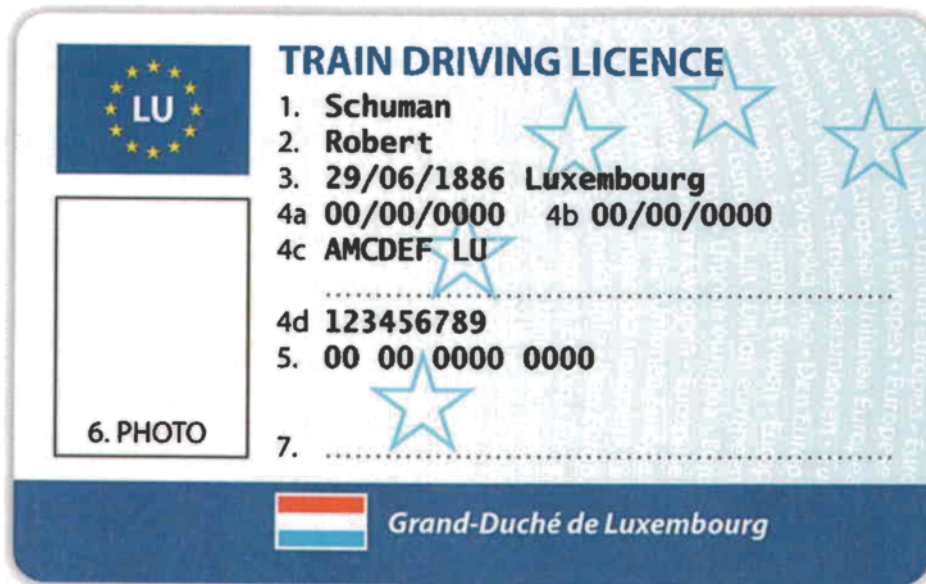 LU
TRAIN DRIVING LICENCE
1. Schuman
2. Robert
3. 29/06/1886 Luxembourg
4a 00/00/0000 4b 00/00/0000
4c AMCDEF LU
4d 123456789
5. 00 00 0000 0000
6. PHOTO
7.
Grand-Duché de Luxembourg